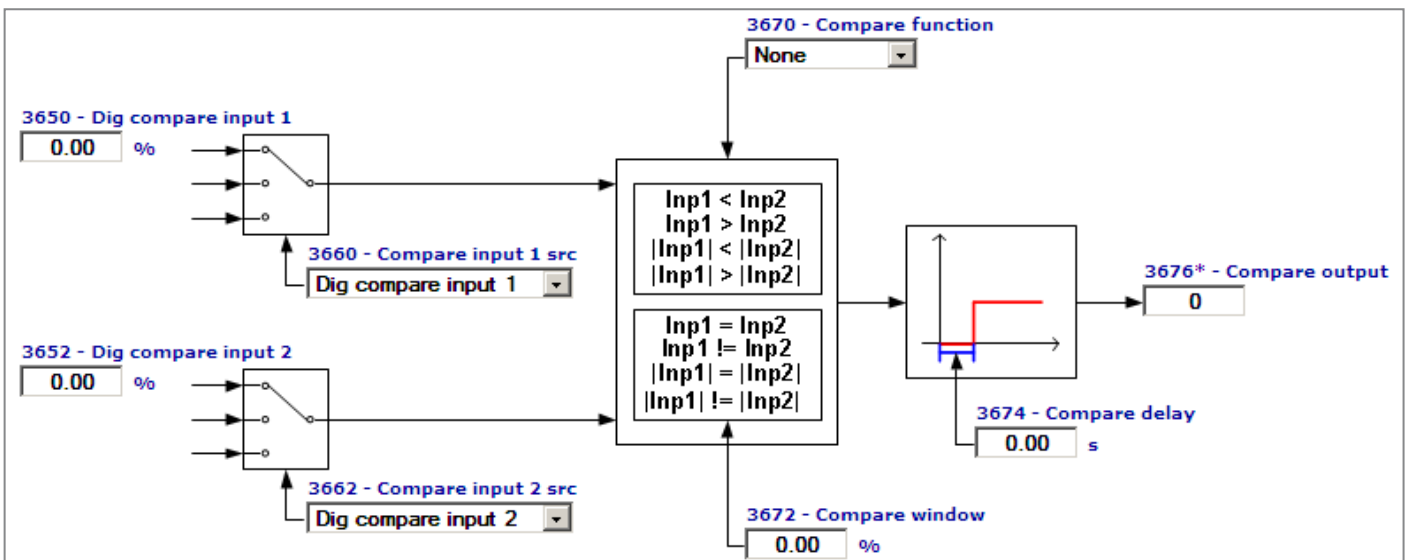 3670 - Compare function
None
3650 - Dig compare input 1
0.00 %
3660 - Compare input 1 src
Dig compare input 1
3652 - Dig compare input 2
0.00 %
3662 - Compare input 2 src
Dig compare input 2
Inp1 < Inp2
Inp1 > Inp2
|Inp1| < |Inp2|
|Inp1| > |Inp2|
Inp1 = Inp2
Inp1 != Inp2
|Inp1| = |Inp2|
|Inp1| != |Inp2|
3672 - Compare window
0.00 %
3674 - Compare delay
0.00 s
3676* - Compare output
0